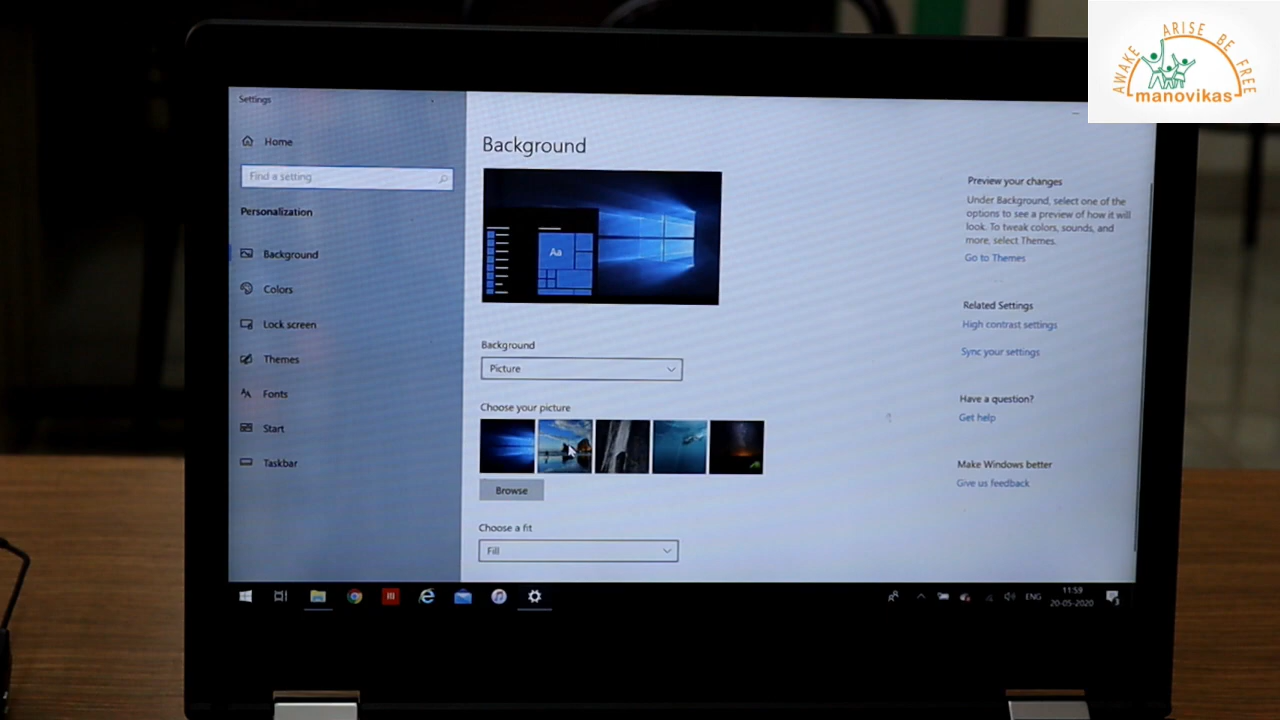 AWAKE ARISE BE FREE
manovikas
Settings
Home
Find a setting
Personalization
Background
Colors
Lock screen
Themes
Fonts
Start
Taskbar
Background
Aa
Background
Picture
Choose your picture
Browse
Choose a fit
Fill
Preview your changes
Under Background, select one of the
options to see a preview of how it will
look. To tweak colors, sounds, and
more, select Themes.
Go to Themes
Related Settings
High contrast settings
Sync your settings
Have a question?
Get help
Make Windows better
Give us feedback
ENG
11:59
20-05-2020